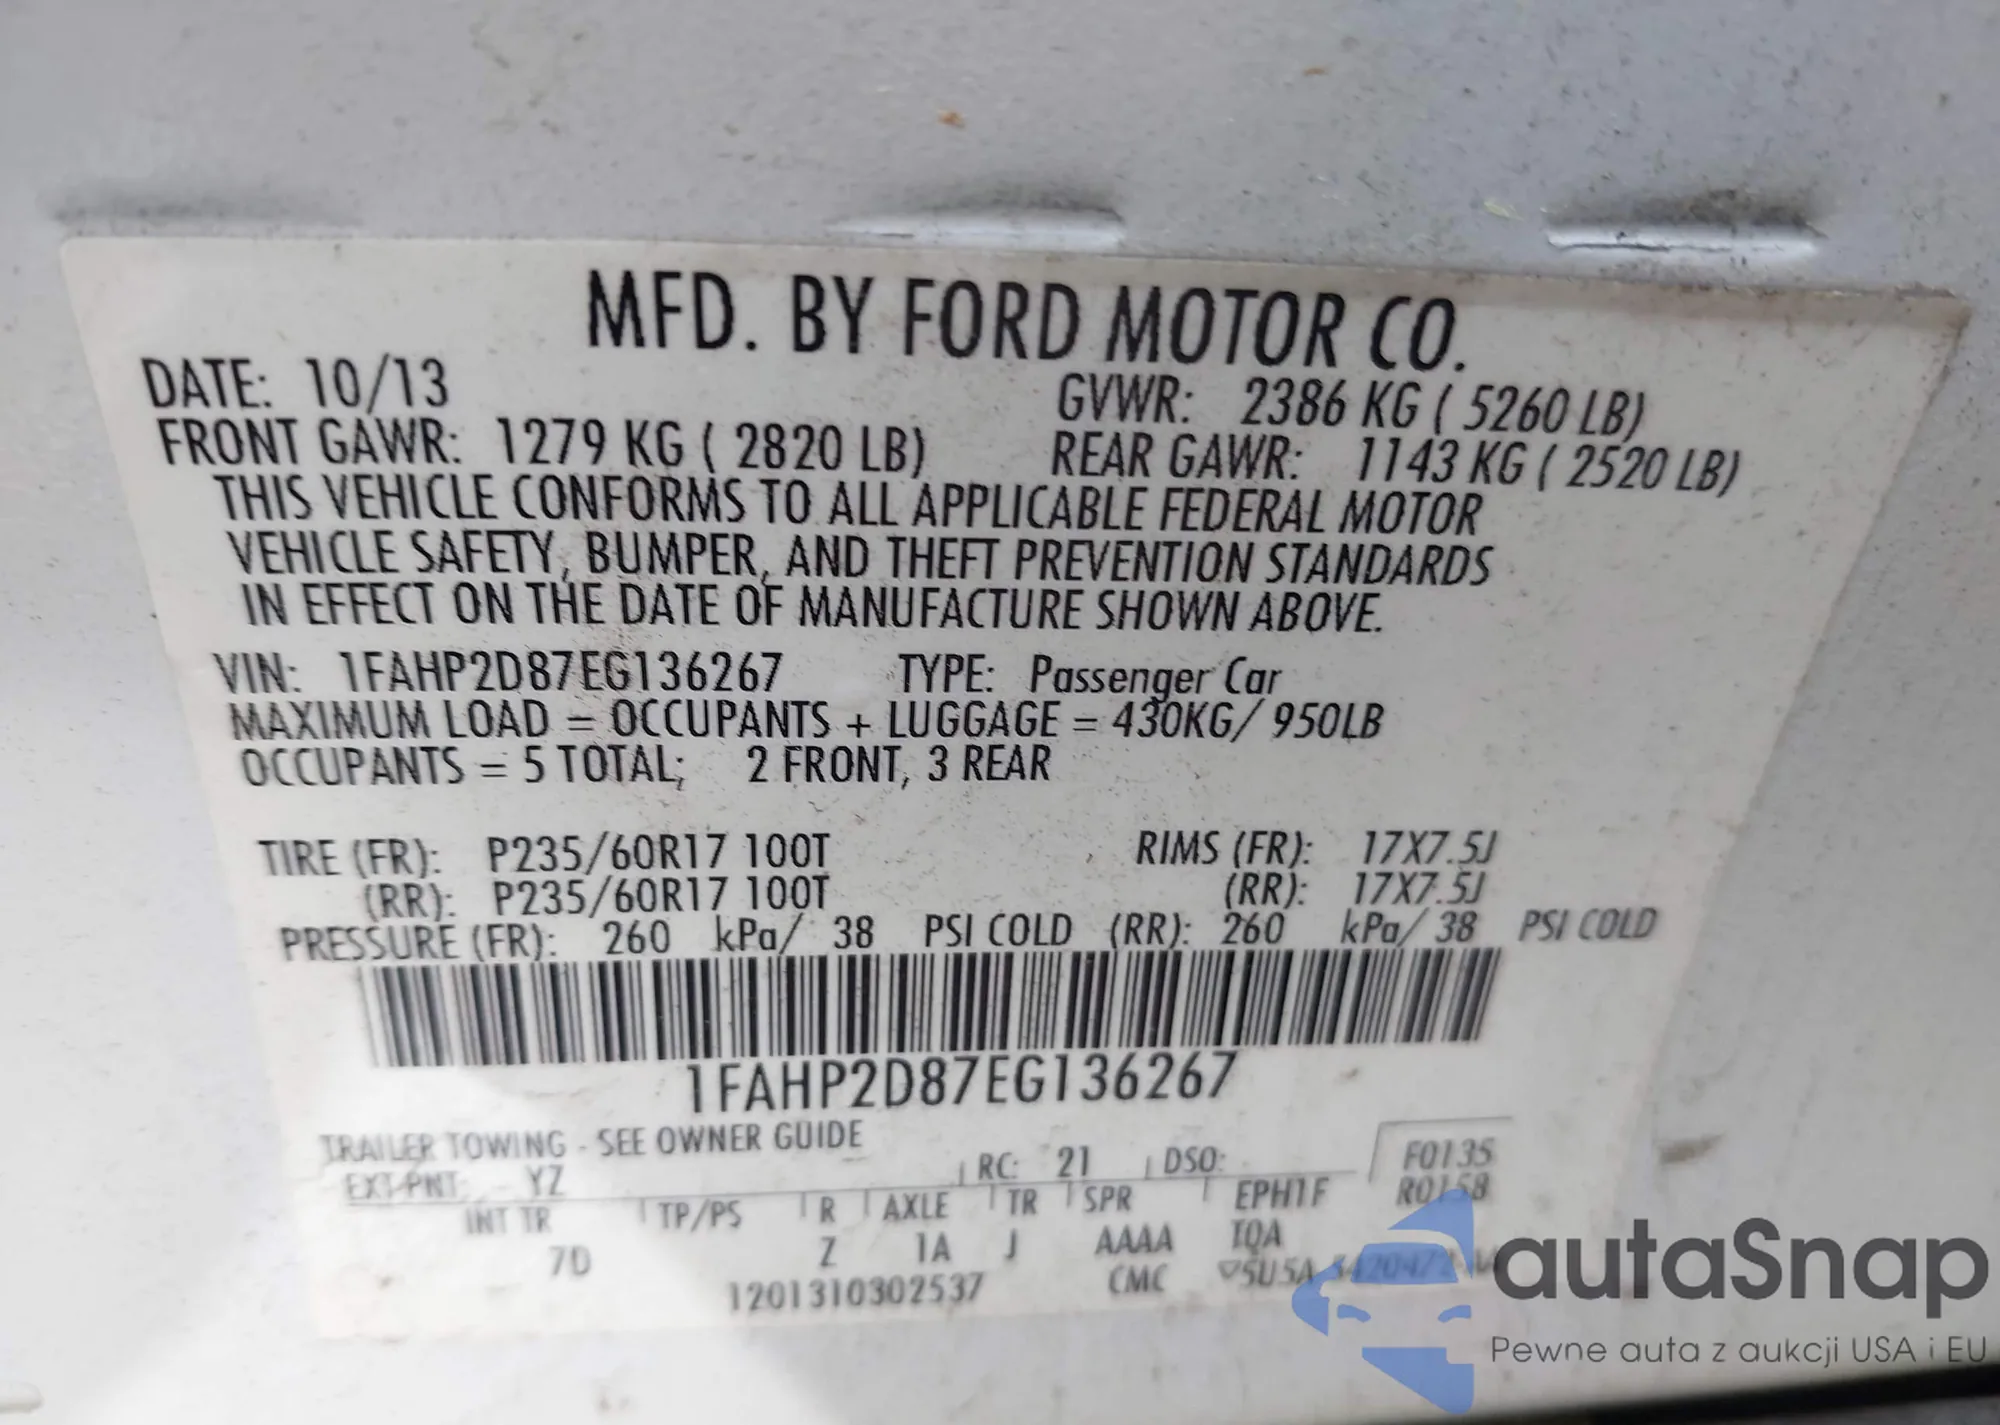 MFD. BY FORD MOTOR CO.
DATE: 10/13 GVWR: 2386 KG ( 5260 LB)
FRONT GAWR: 1279 KG ( 2820 LB) REAR GAWR: 1143 KG ( 2520 LB)
THIS VEHICLE CONFORMS TO ALL APPLICABLE FEDERAL MOTOR
VEHICLE SAFETY, BUMPER, AND THEFT PREVENTION STANDARDS
IN EFFECT ON THE DATE OF MANUFACTURE SHOWN ABOVE.
VIN: 1FAHP2D87EG136267 TYPE: Passenger Car
MAXIMUM LOAD = OCCUPANTS + LUGGAGE = 430KG/ 950LB
OCCUPANTS = 5 TOTAL; 2 FRONT, 3 REAR
TIRE (FR): P235/60R17 100T RIMS (FR): 17X7.5J
(RR): P235/60R17 100T (RR): 17X7.5J
PRESSURE (FR): 260 kPa/ 38 PSI COLD (RR): 260 kPa/ 38 PSI COLD
1FAHP2D87EG136267
TRAILER TOWING - SEE OWNER GUIDE
EXT PNT: YZ RC: 21 DSO: F0135
R0158
INT TR TP/PS R AXLE TR SPR EPH1F
7D Z 1A J AAAA TQA
1201310302537 CMC ▽5U5A
autaSnap
Pewne auta z aukcji USA i EU